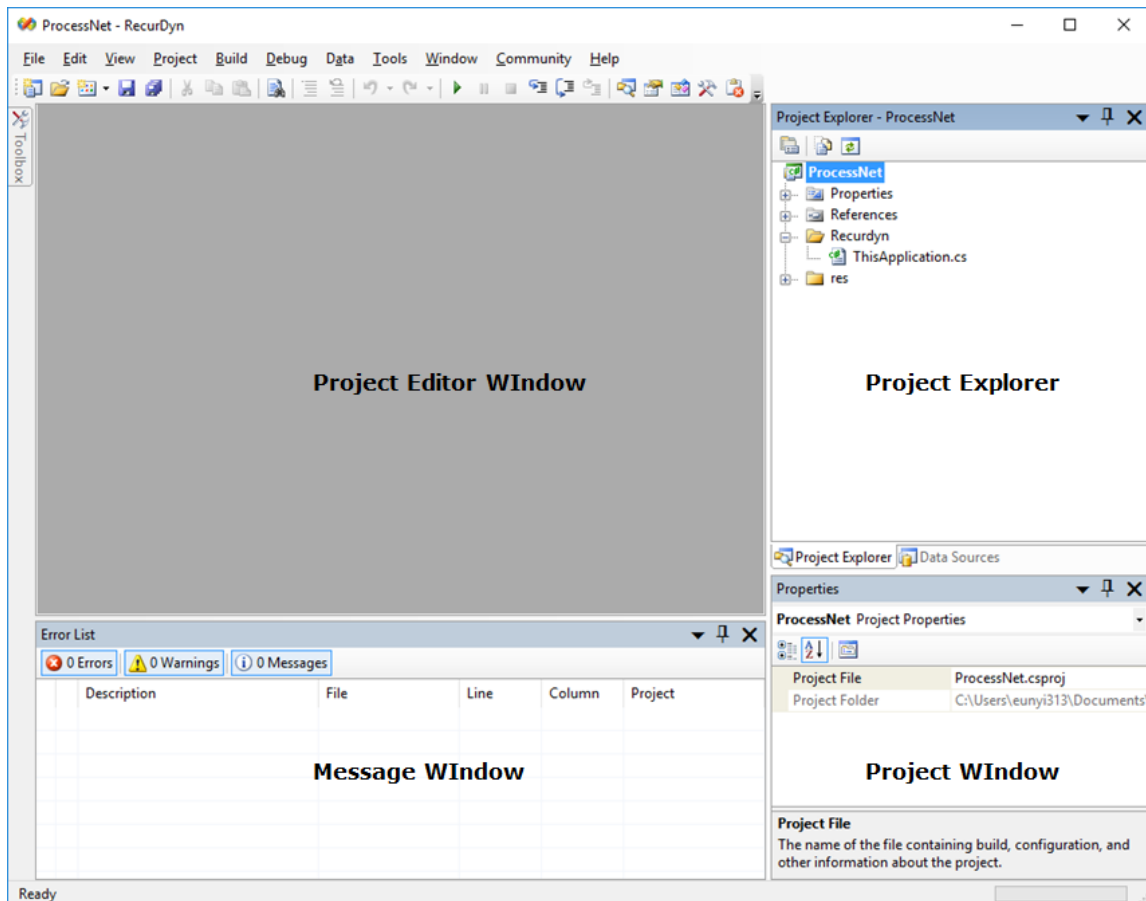 ProcessNet - RecurDyn
File Edit View Project Build Debug Data Tools Window Community Help
Toolbox
Project Editor WIndow
Project Explorer - ProcessNet
ProcessNet
Properties
References
Recurdyn
ThisApplication.cs
res
Project Explorer
Project Explorer Data Sources
Error List
0 Errors 0 Warnings 0 Messages
Description File Line Column Project
Message WIndow
Properties
ProcessNet Project Properties
Project File ProcessNet.csproj
Project Folder C:\Users\eunyi313\Documents\
Project WIndow
Project File
The name of the file containing build, configuration, and
other information about the project.
Ready